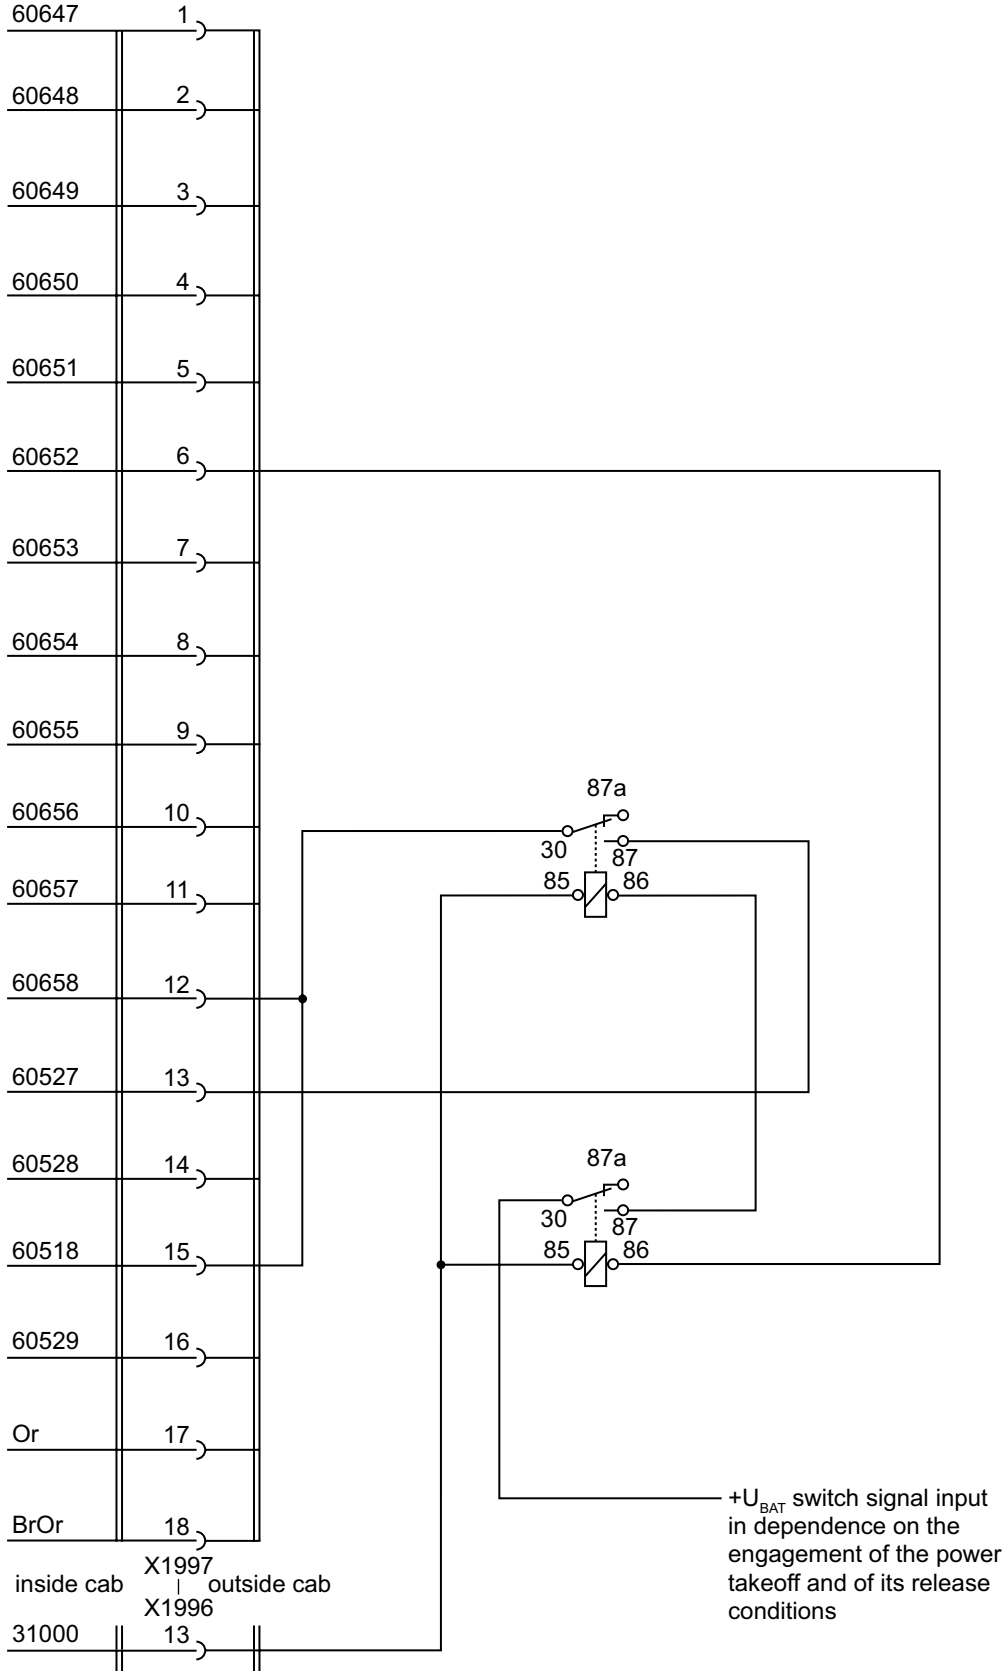 60647 1
60648 2
60649 3
60650 4
60651 5
60652 6
60653 7
60654 8
60655 9
60656 10
60657 11
60658 12
60527 13
60528 14
60518 15
60529 16
Or 17
BrOr 18
inside cab X1997 outside cab
X1996
31000 13
87a
30 87
85 86
87a
30 87
85 86
+U_BAT switch signal input
in dependence on the
engagement of the power
takeoff and of its release
conditions